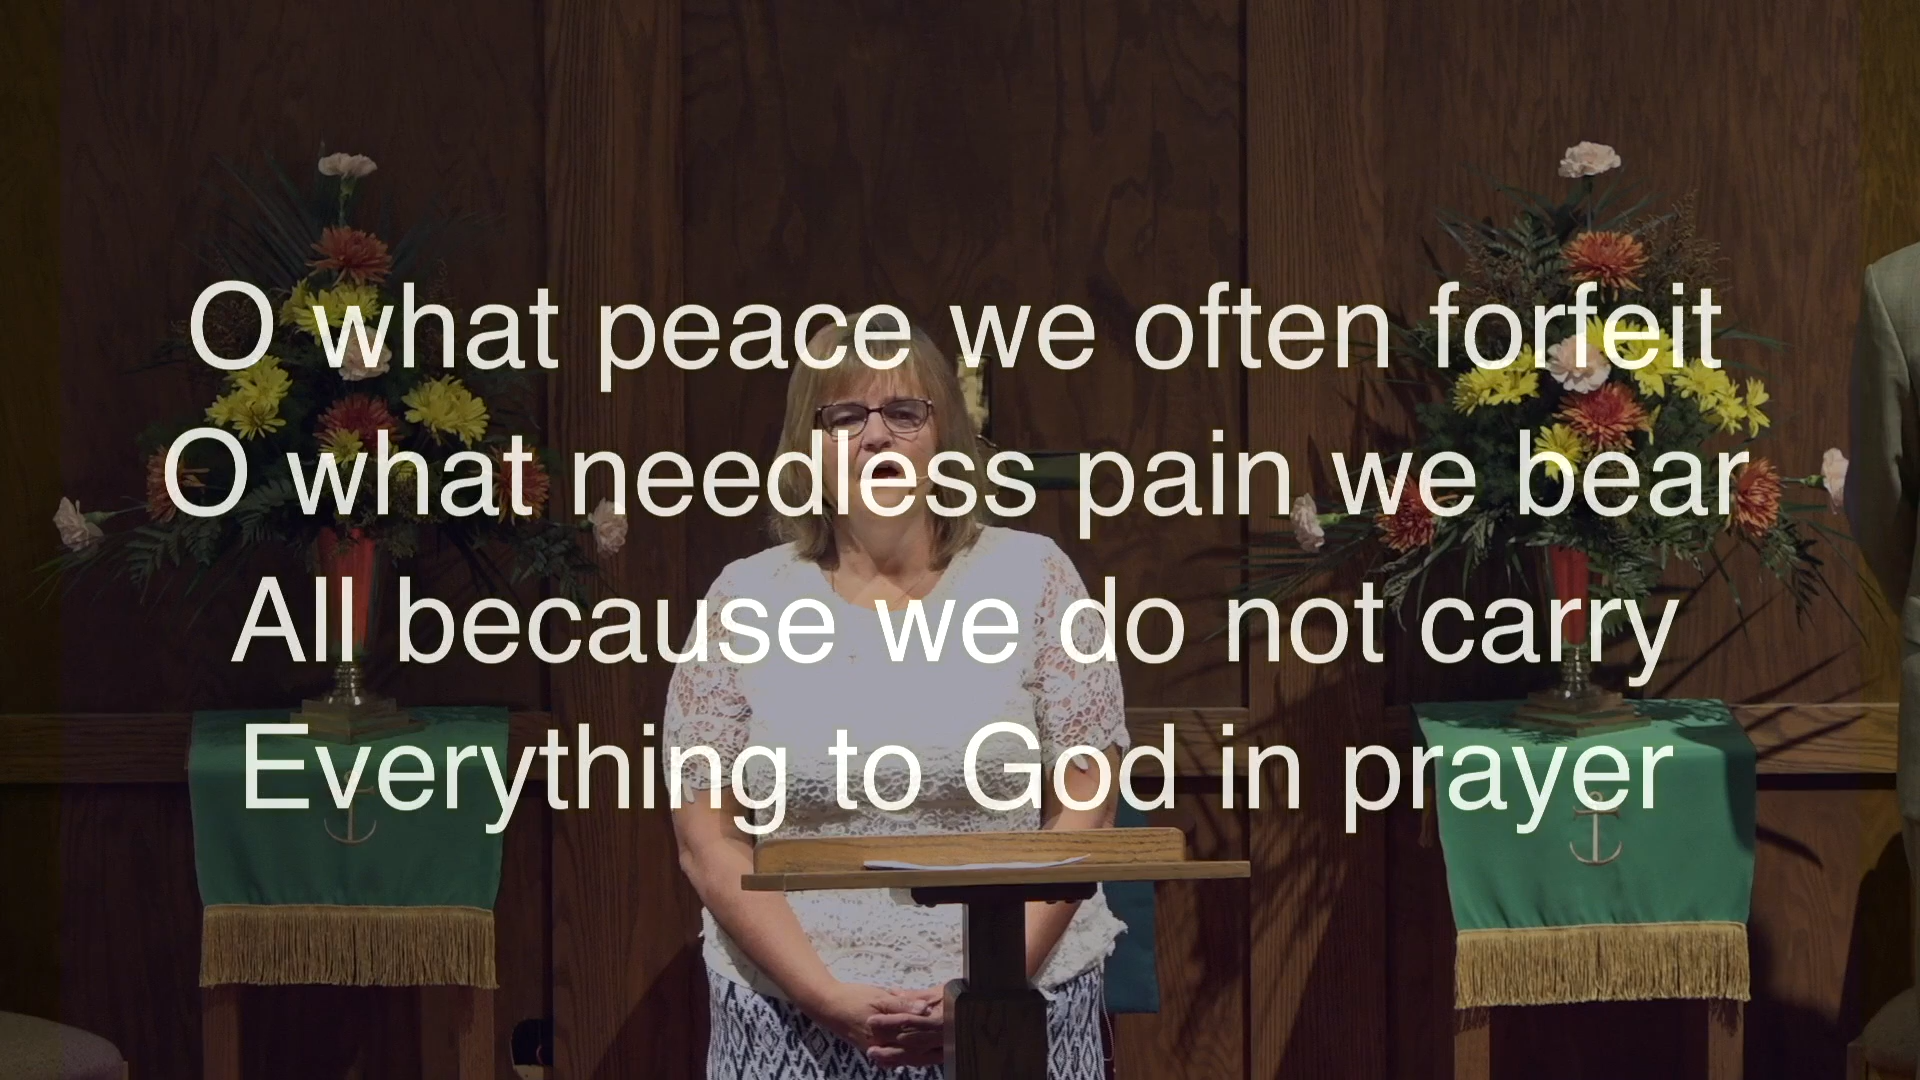 O what peace we often forfeit
O what needless pain we bear
All because we do not carry
Everything to God in prayer